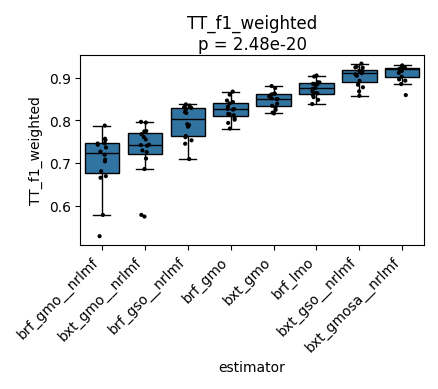 TT_f1_weighted
p = 2.48e-20
TT_f1_weighted
0.9
0.8
0.7
0.6
brf_gmo__nrlmf
bxt_gmo__nrlmf
brf_gso__nrlmf
brf_gmo
bxt_gmo
brf_lmo
bxt_gso__nrlmf
bxt_gmosa__nrlmf
estimator